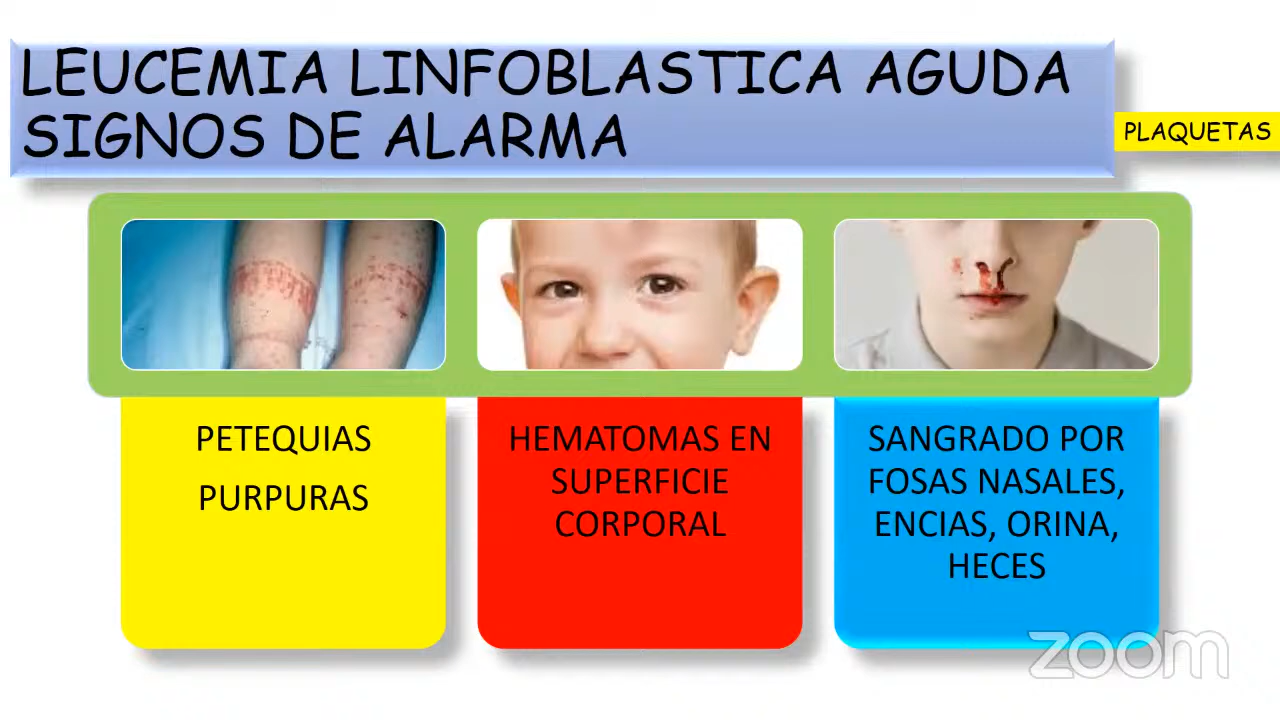 LEUCEMIA LINFOBLASTICA AGUDA
SIGNOS DE ALARMA
PLAQUETAS
PETEQUIAS
PURPURAS
HEMATOMAS EN
SUPERFICIE
CORPORAL
SANGRADO POR
FOSAS NASALES,
ENCIAS, ORINA,
HECES
zoom